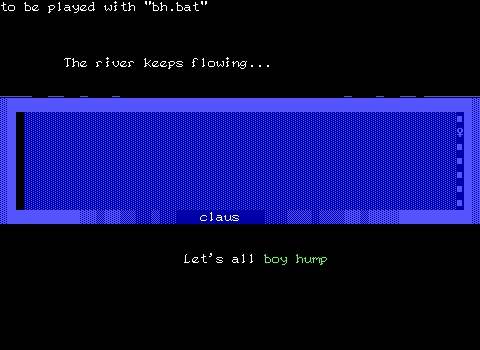 to be played with "bh.bat"
The river keeps flowing...
claus
Let's all boy hump